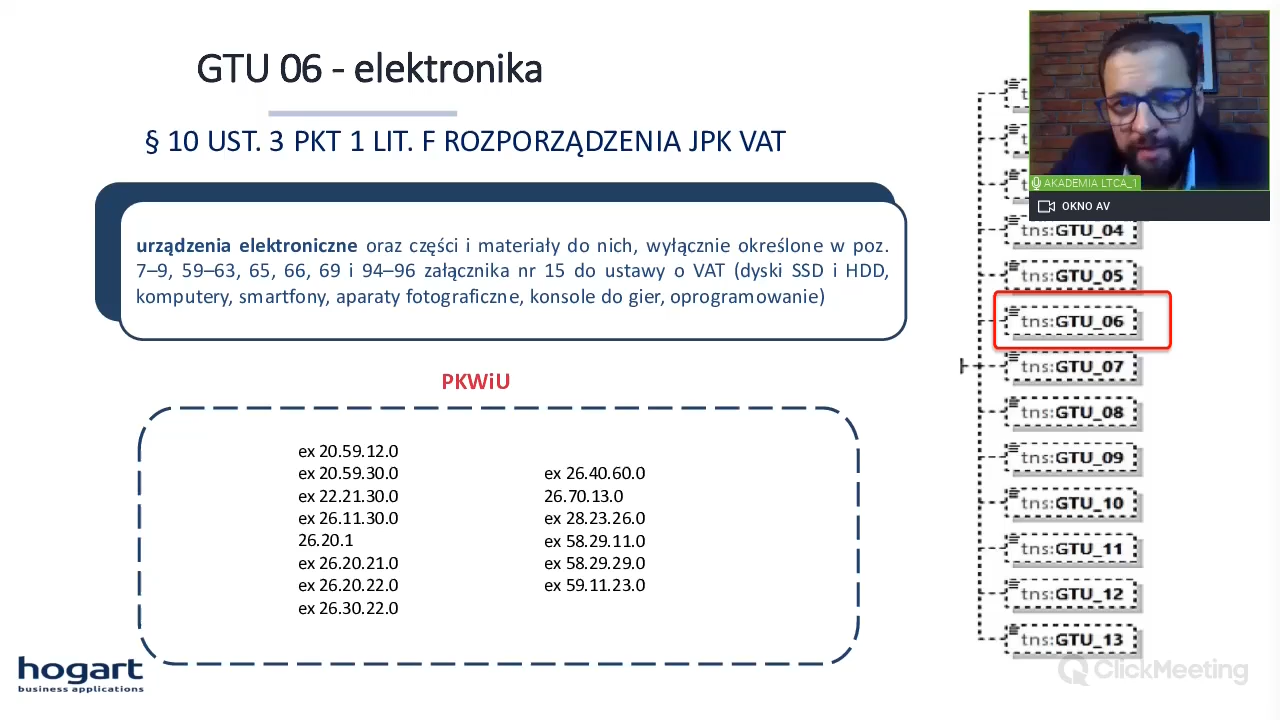 GTU 06 - elektronika
§ 10 UST. 3 PKT 1 LIT. F ROZPORZĄDZENIA JPK VAT
urządzenia elektroniczne oraz części i materiały do nich, wyłącznie określone w poz.
7–9, 59–63, 65, 66, 69 i 94–96 załącznika nr 15 do ustawy o VAT (dyski SSD i HDD,
komputery, smartfony, aparaty fotograficzne, konsole do gier, oprogramowanie)
PKWiU
ex 20.59.12.0
ex 20.59.30.0
ex 22.21.30.0
ex 26.11.30.0
26.20.1
ex 26.20.21.0
ex 26.20.22.0
ex 26.30.22.0
ex 26.40.60.0
26.70.13.0
ex 28.23.26.0
ex 58.29.11.0
ex 58.29.29.0
ex 59.11.23.0
hogart
business applications
AKADEMIA LTCA_1
OKNO AV
tns:GTU_04
tns:GTU_05
tns:GTU_06
tns:GTU_07
tns:GTU_08
tns:GTU_09
tns:GTU_10
tns:GTU_11
tns:GTU_12
tns:GTU_13
ClickMeeting